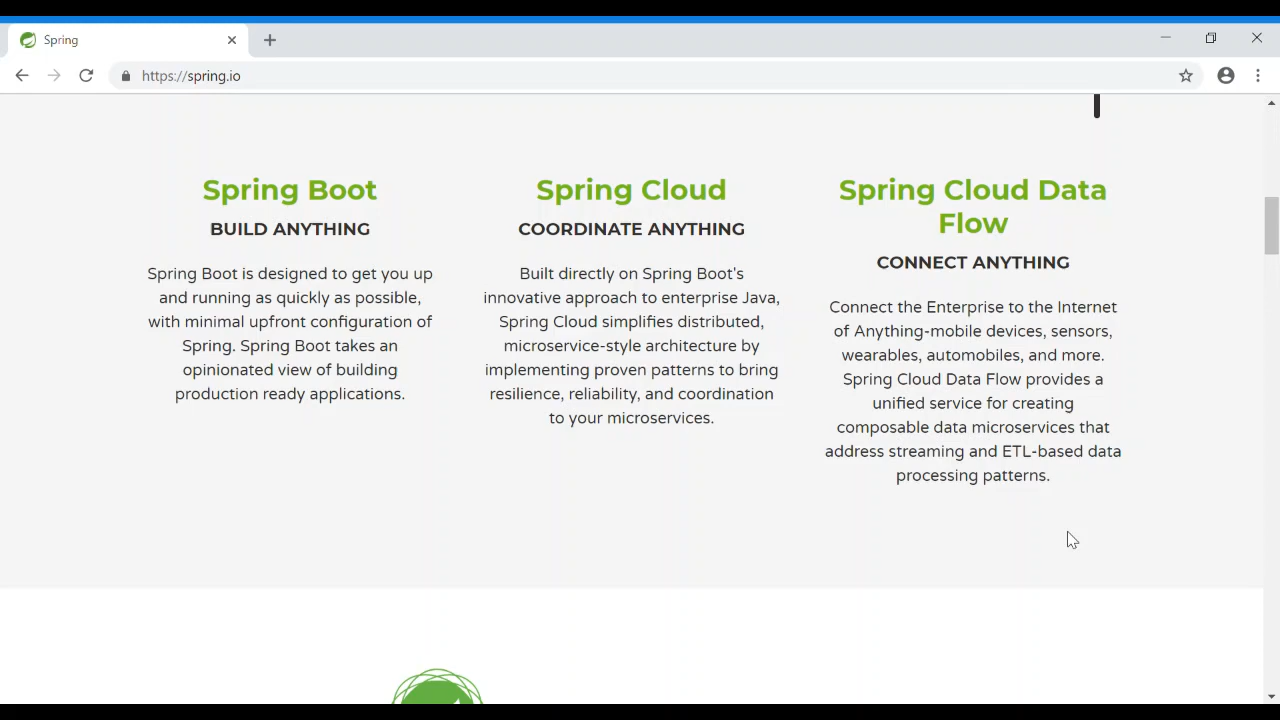 Spring
https://spring.io
Spring Boot
BUILD ANYTHING
Spring Boot is designed to get you up
and running as quickly as possible,
with minimal upfront configuration of
Spring. Spring Boot takes an
opinionated view of building
production ready applications.
Spring Cloud
COORDINATE ANYTHING
Built directly on Spring Boot's
innovative approach to enterprise Java,
Spring Cloud simplifies distributed,
microservice-style architecture by
implementing proven patterns to bring
resilience, reliability, and coordination
to your microservices.
Spring Cloud Data
Flow
CONNECT ANYTHING
Connect the Enterprise to the Internet
of Anything-mobile devices, sensors,
wearables, automobiles, and more.
Spring Cloud Data Flow provides a
unified service for creating
composable data microservices that
address streaming and ETL-based data
processing patterns.